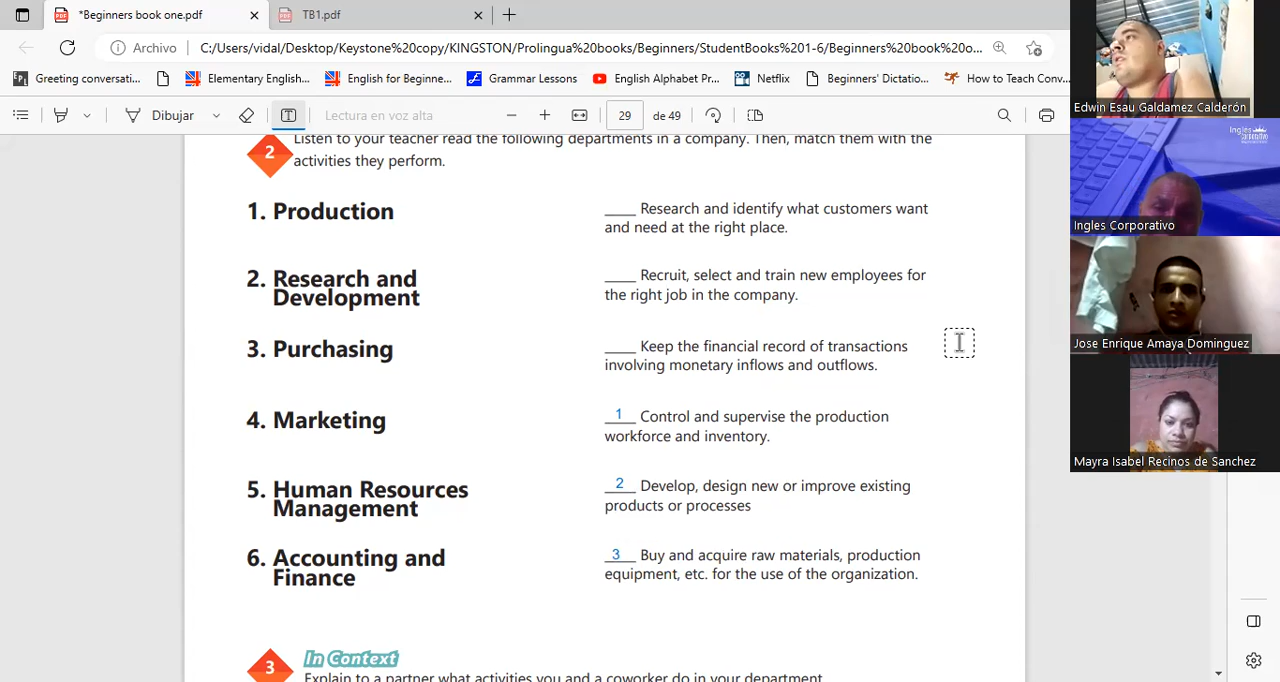 *Beginners book one.pdf
TB1.pdf
Archivo
C:/Users/vidal/Desktop/Keystone%20copy/KINGSTON/Prolingua%20books/Beginners/StudentBooks%201-6/Beginners%20book%20o...
Greeting conversati...
Elementary English...
English for Beginne...
Grammar Lessons
English Alphabet Pr...
Netflix
Beginners' Dictatio...
How to Teach Conv...
Dibujar
Lectura en voz alta
29
de 49
2
Listen to your teacher read the following departments in a company. Then, match them with the
activities they perform.
1. Production
____ Research and identify what customers want
and need at the right place.
2. Research and
Development
____ Recruit, select and train new employees for
the right job in the company.
3. Purchasing
____ Keep the financial record of transactions
involving monetary inflows and outflows.
4. Marketing
1 Control and supervise the production
workforce and inventory.
5. Human Resources
Management
2 Develop, design new or improve existing
products or processes
6. Accounting and
Finance
3 Buy and acquire raw materials, production
equipment, etc. for the use of the organization.
3
In Context
Explain to a partner what activities you and a coworker do in your department
Edwin Esau Galdamez Calderón
Ingles
Corporativo
Ingles Corporativo
Jose Enrique Amaya Dominguez
Mayra Isabel Recinos de Sanchez